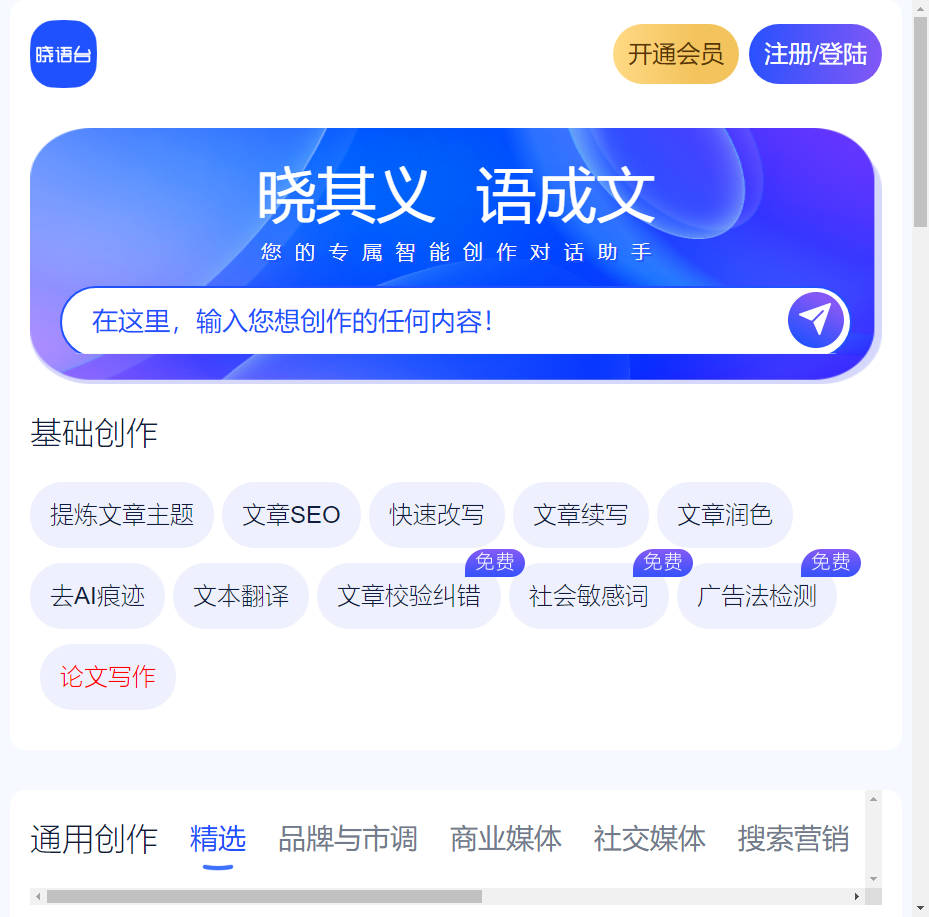 晓语台
开通会员 注册/登陆
晓其义 语成文
您的专属智能创作对话助手
在这里，输入您想创作的任何内容！
基础创作
提炼文章主题 文章SEO 快速改写 文章续写 文章润色
免费 免费 免费
去AI痕迹 文本翻译 文章校验纠错 社会敏感词 广告法检测
论文写作
通用创作 精选 品牌与市调 商业媒体 社交媒体 搜索营销